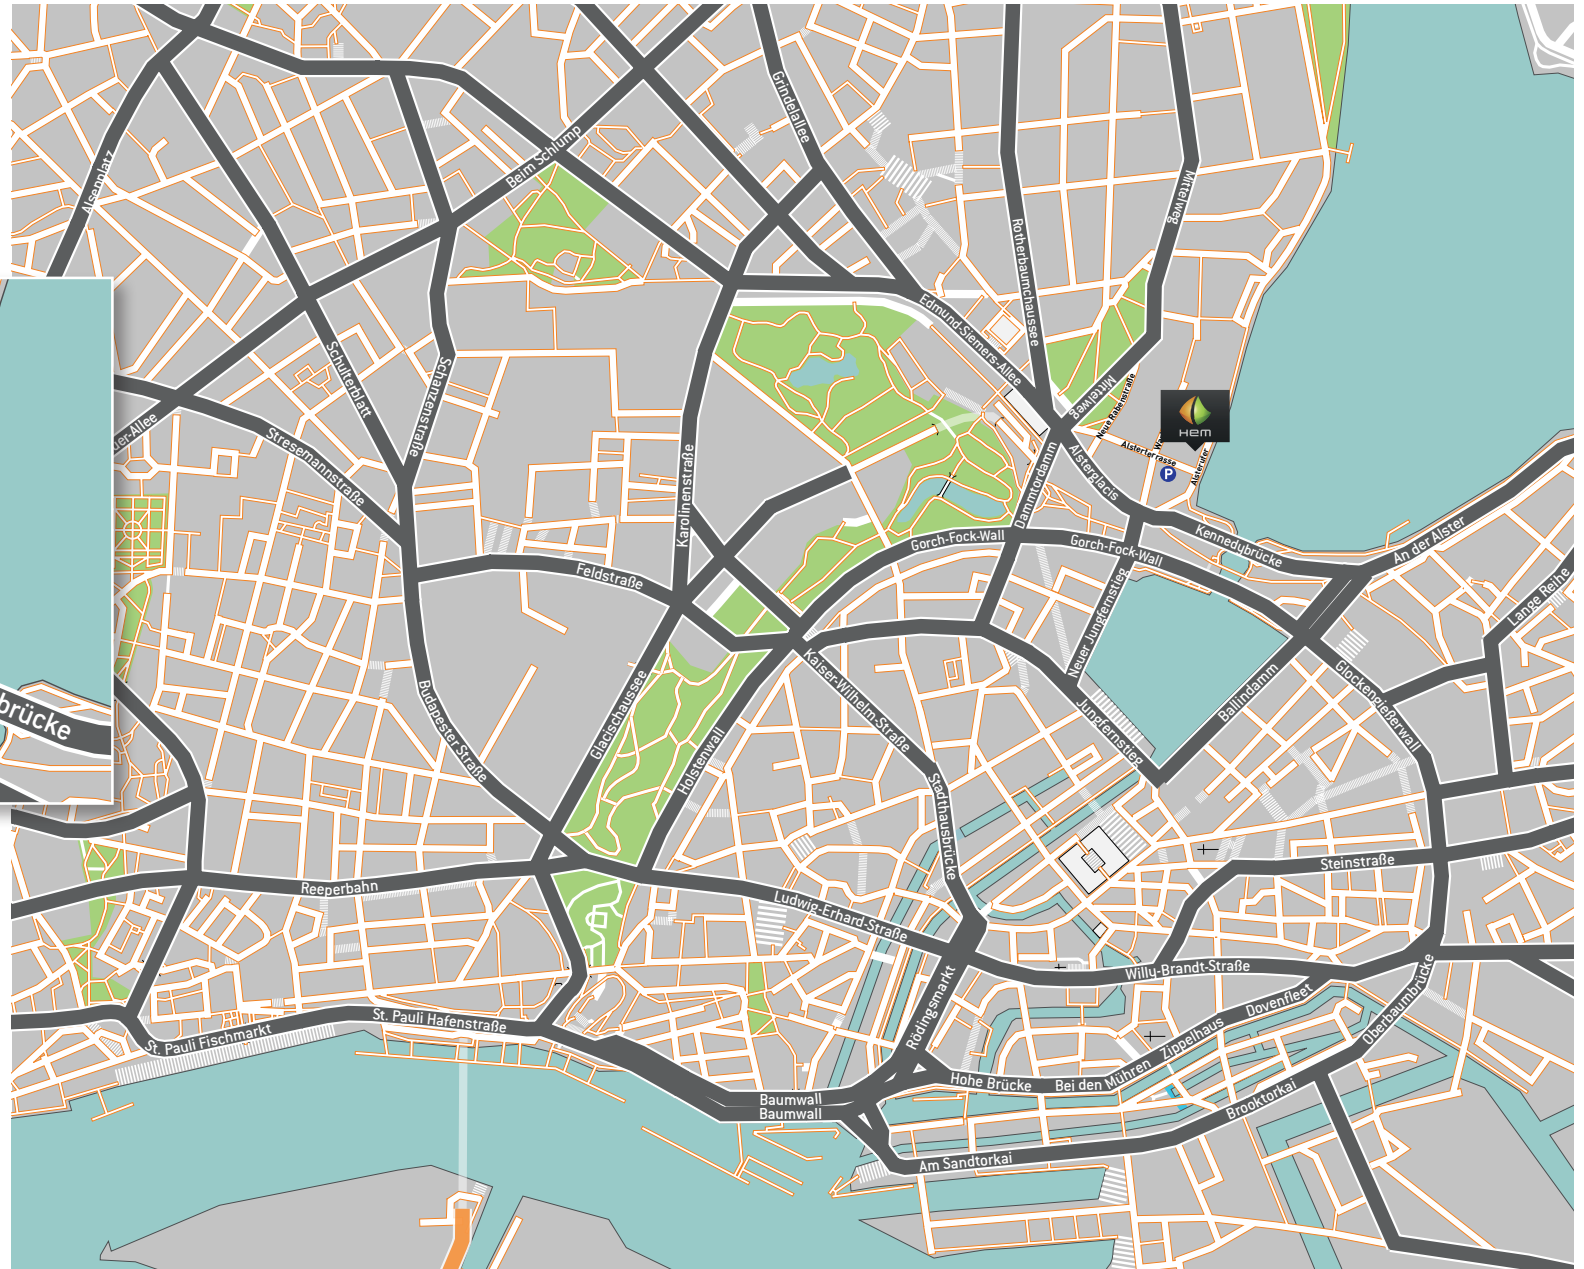 Grindelallee
Beim Schlump
Alsenplatz
Mittelweg
Rotherbaumchaussee
Edmund-Siemers-Allee
Schulterblatt
Schanzenstraße
Mittelweg
Neue Rabenstraße
HEM
Alsterterrasse
Alsterufer
P
Stresemannstraße
Karolinenstraße
Dammtordamm
Alsterglacis
Gorch-Fock-Wall
Gorch-Fock-Wall
Kennedybrücke
An der Alster
Lange Reihe
Feldstraße
Neuer Jungfernstieg
Glacischaussee
Kaiser-Wilhelm-Straße
Ballindamm
Glockengießerwall
Budapester Straße
Holstenwall
Jungfernstieg
brücke
Stadthausbrücke
Steinstraße
Reeperbahn
Ludwig-Erhard-Straße
Willy-Brandt-Straße
Rödingsmarkt
Dovenfleet
Oberbaumbrücke
St. Pauli Hafenstraße
St. Pauli Fischmarkt
Zippelhaus
Hohe Brücke
Bei den Mühren
Baumwall
Baumwall
Brooktorkai
Am Sandtorkai